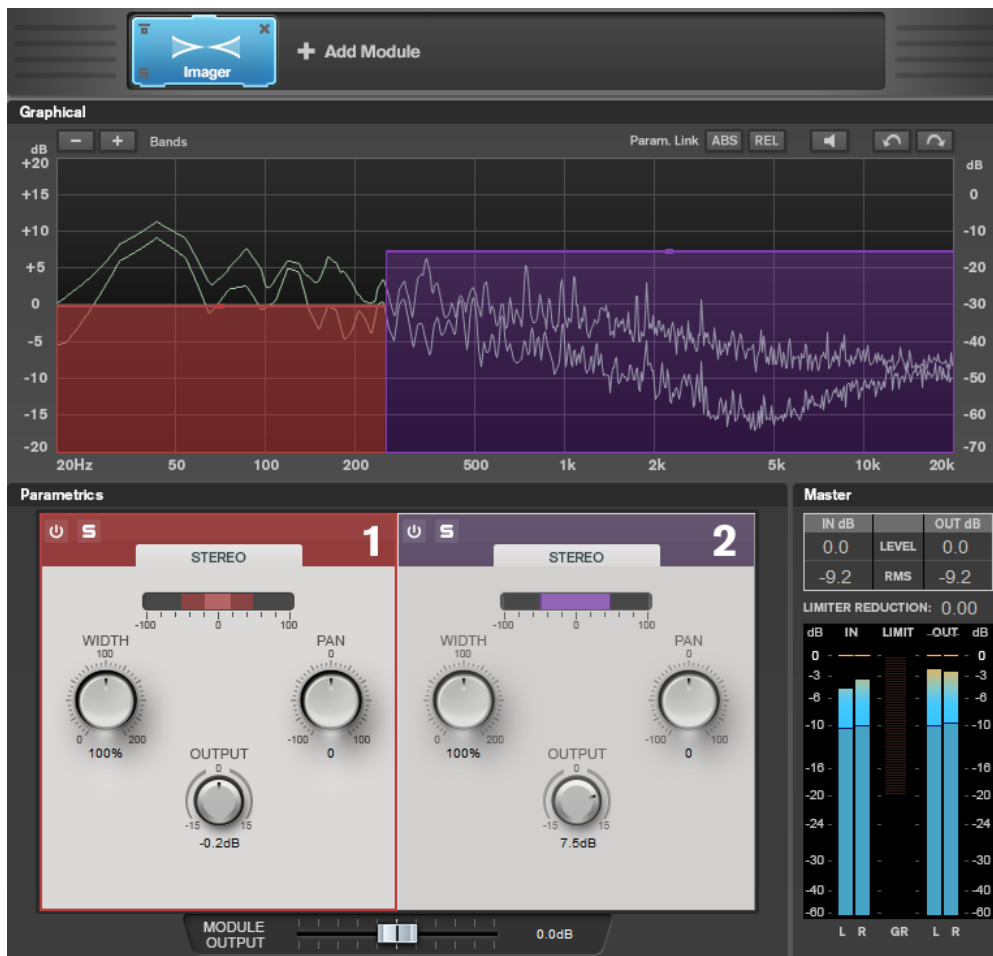 S
Imager
+ Add Module
Graphical
- + Bands
Param. Link ABS REL
dB
dB
+20
+15 0
+10 -10
+5 -20
0 -30
-5 -40
-10 -50
-15 -60
-20 -70
20Hz 50 100 200 500 1k 2k 5k 10k 20k
Parametrics
S 1
STEREO
-100 0 100
WIDTH PAN
100 0
0 200 -100 100
100% 0
OUTPUT
0
-15 15
-0.2dB
S 2
STEREO
-100 0 100
WIDTH PAN
100 0
0 200 -100 100
100% 0
OUTPUT
0
-15 15
7.5dB
MODULE
OUTPUT
0.0dB
Master
IN dB OUT dB
0.0 LEVEL 0.0
-9.2 RMS -9.2
LIMITER REDUCTION: 0.00
dB IN LIMIT OUT dB
0 0
-3 -3
-6 -6
-10 -10
-16 -16
-20 -20
-24 -24
-30 -30
-40 -40
-60 -60
L R GR L R